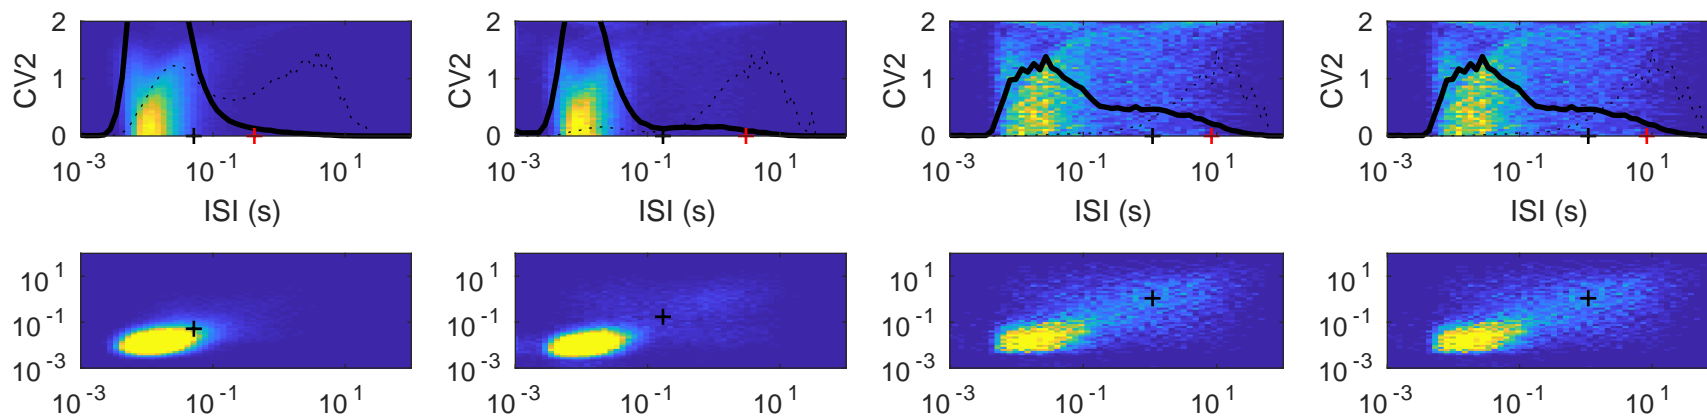 2 2 2 2
CV2 1 CV2 1 CV2 1 CV2 1
0 0 0 0
10⁻³ 10⁻¹ 10¹ 10⁻³ 10⁻¹ 10¹ 10⁻³ 10⁻¹ 10¹ 10⁻³ 10⁻¹ 10¹
ISI (s) ISI (s) ISI (s) ISI (s)
10¹ 10¹ 10¹ 10¹
10⁻¹ 10⁻¹ 10⁻¹ 10⁻¹
10⁻³ 10⁻³ 10⁻³ 10⁻³
10⁻³ 10⁻¹ 10¹ 10⁻³ 10⁻¹ 10¹ 10⁻³ 10⁻¹ 10¹ 10⁻³ 10⁻¹ 10¹